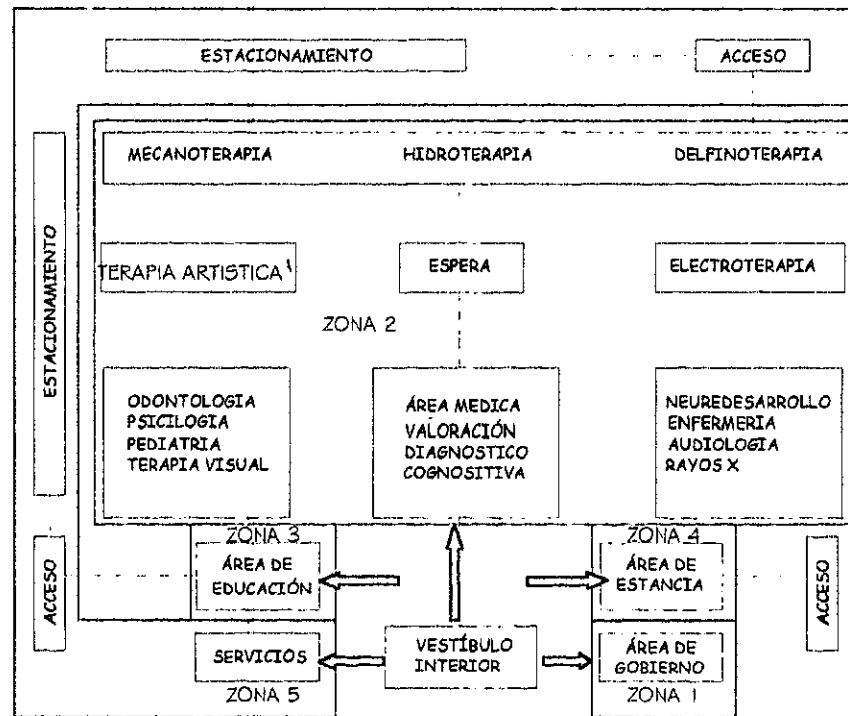 ESTACIONAMIENTO
ACCESO
ESTACIONAMIENTO
MECANOTERAPIA
HIDROTERAPIA
DELFINOTERAPIA
TERAPIA ARTISTICA
ESPERA
ELECTROTERAPIA
ZONA 2
ODONTOLOGIA
PSICILOGIA
PEDIATRIA
TERAPIA VISUAL
ÁREA MEDICA
VALORACIÓN
DIAGNOSTICO
COGNOSITIVA
NEUREDESARROLLO
ENFERMERIA
AUDIOLOGIA
RAYOS X
ACCESO
ZONA 3
ÁREA DE
EDUCACIÓN
ZONA 4
ÁREA DE
ESTANCIA
ACCESO
SERVICIOS
ZONA 5
VESTÍBULO
INTERIOR
ÁREA DE
GOBIERNO
ZONA 1